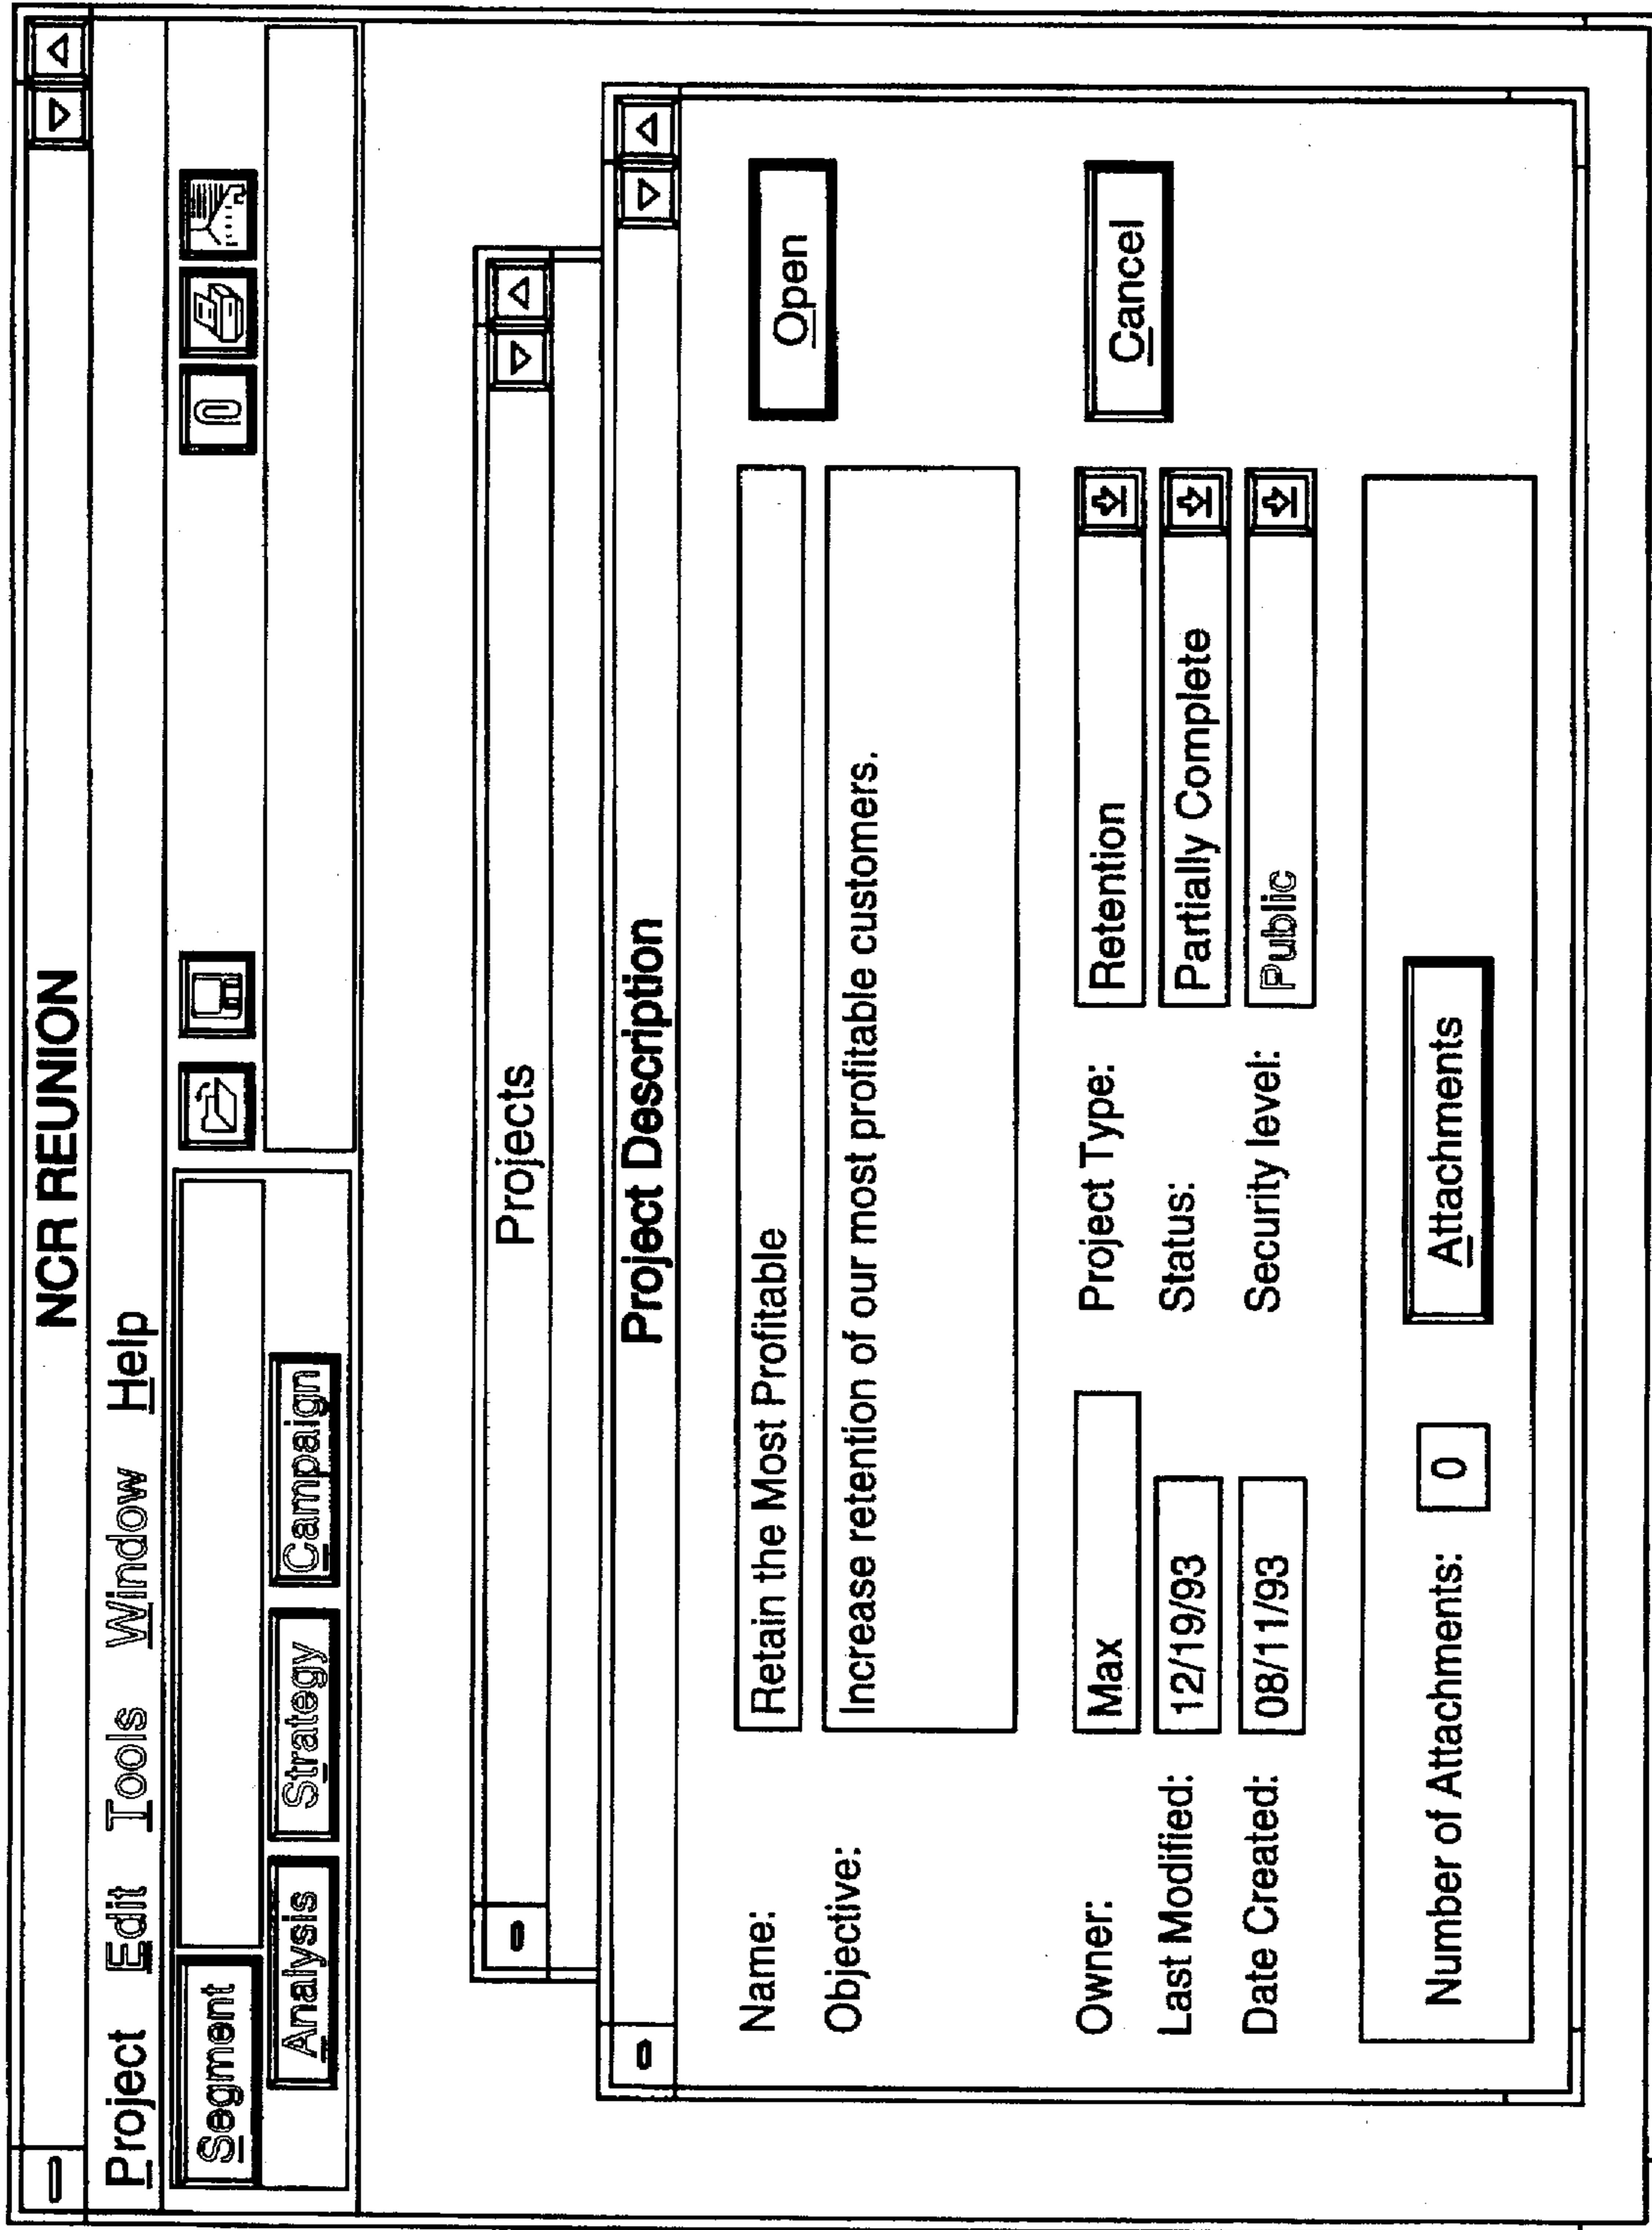 NCR REUNION
Project Edit Tools Window Help
Segment
Analysis Strategy Campaign
Projects
Project Description
Name: Retain the Most Profitable
Open
Objective: Increase retention of our most profitable customers.
Owner: Max Project Type: Retention
Cancel
Last Modified: 12/19/93 Status: Partially Complete
Date Created: 08/11/93 Security level: Public
Number of Attachments: 0 Attachments